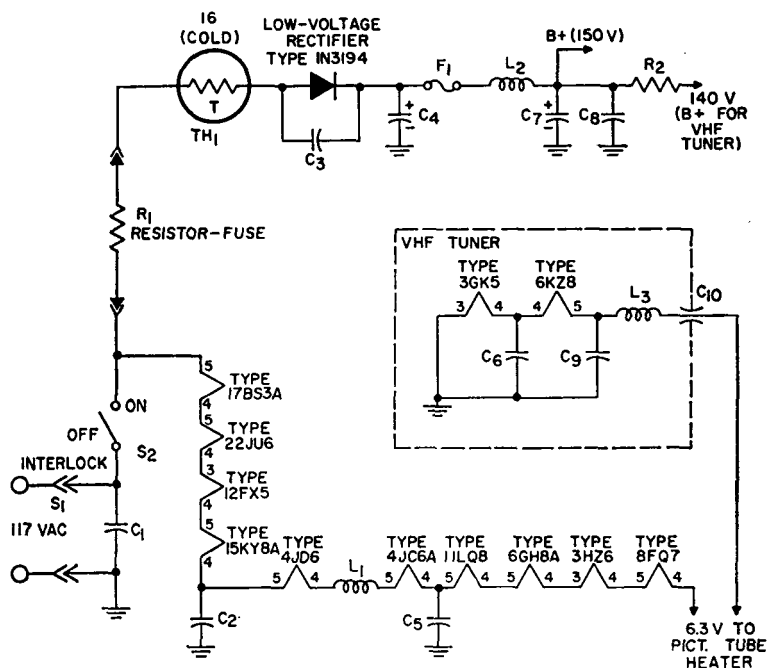 16
(COLD)
T
TH1
LOW-VOLTAGE
RECTIFIER
TYPE IN3194
C3
+
C4
-
F1
L2
B+ (150 V)
+
C7
-
C8
R2
140 V
(B+ FOR
VHF
TUNER)
R1
RESISTOR-FUSE
VHF TUNER
TYPE
3GK5
3 4
TYPE
6KZ8
4 5
L3
C10
C6
C9
ON
OFF
S2
INTERLOCK
S1
117 VAC
C1
5
4
TYPE
17BS3A
5
4
TYPE
22JU6
3
4
TYPE
12FX5
5
4
TYPE
15KY8A
C2
TYPE
4JD6
5 4
L1
TYPE
4JC6A
5 4
C5
TYPE
11LQ8
5 4
TYPE
6GH8A
5 4
TYPE
3HZ6
3 4
TYPE
8FQ7
5 4
6.3 V TO
PICT. TUBE
HEATER